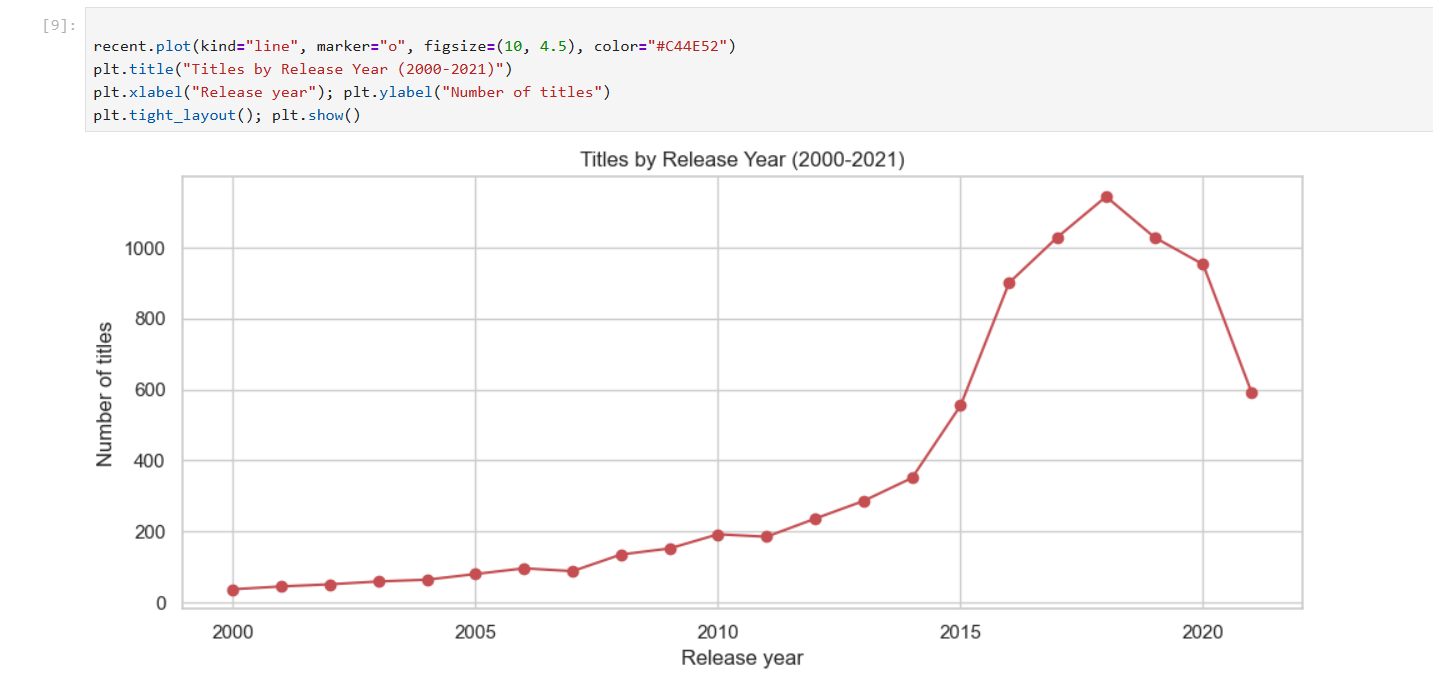 [9]:
recent.plot(kind="line", marker="o", figsize=(10, 4.5), color="#C44E52")
plt.title("Titles by Release Year (2000-2021)")
plt.xlabel("Release year"); plt.ylabel("Number of titles")
plt.tight_layout(); plt.show()
Titles by Release Year (2000-2021)
1000
800
600
400
200
0
Number of titles
2000 2005 2010 2015 2020
Release year